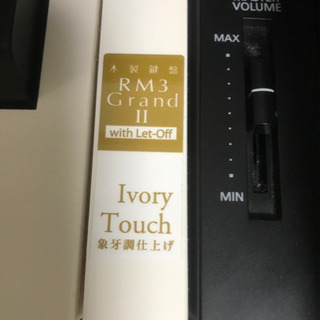 木製鍵盤
RM3
Grand
II
with Let-Off
Ivory
Touch
象牙調仕上げ
VOLUME
MAX
MIN